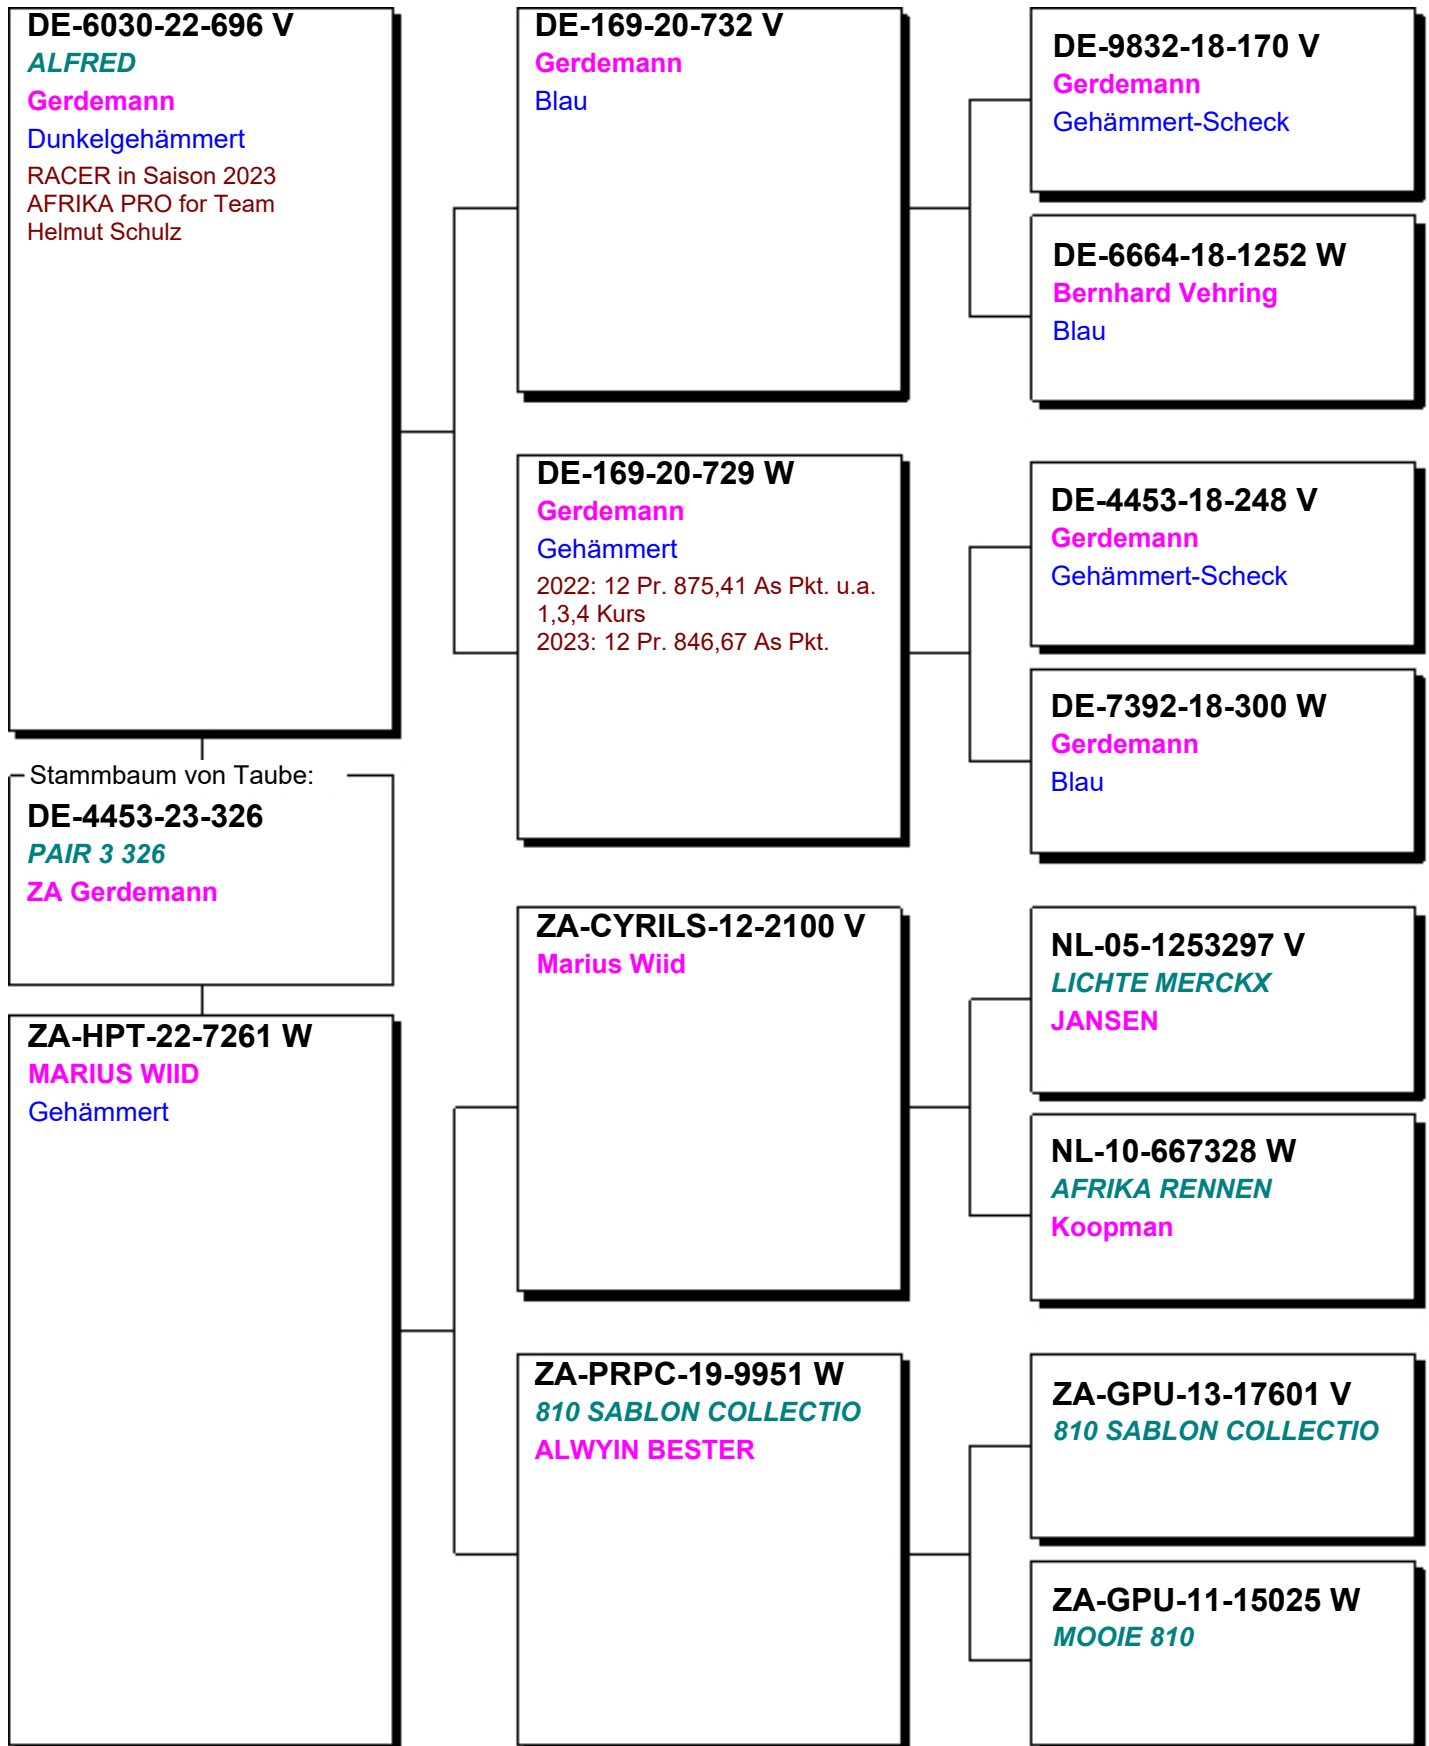 DE-6030-22-696 V
ALFRED
Gerdemann
Dunkelgehämmert
RACER in Saison 2023
AFRIKA PRO for Team
Helmut Schulz
Stammbaum von Taube:
DE-4453-23-326
PAIR 3 326
ZA Gerdemann
ZA-HPT-22-7261 W
MARIUS WIID
Gehämmert
DE-169-20-732 V
Gerdemann
Blau
DE-169-20-729 W
Gerdemann
Gehämmert
2022: 12 Pr. 875,41 As Pkt. u.a.
1,3,4 Kurs
2023: 12 Pr. 846,67 As Pkt.
ZA-CYRILS-12-2100 V
Marius Wiid
ZA-PRPC-19-9951 W
810 SABLON COLLECTIO
ALWYIN BESTER
DE-9832-18-170 V
Gerdemann
Gehämmert-Scheck
DE-6664-18-1252 W
Bernhard Vehring
Blau
DE-4453-18-248 V
Gerdemann
Gehämmert-Scheck
DE-7392-18-300 W
Gerdemann
Blau
NL-05-1253297 V
LICHTE MERCKX
JANSEN
NL-10-667328 W
AFRIKA RENNEN
Koopman
ZA-GPU-13-17601 V
810 SABLON COLLECTIO
ZA-GPU-11-15025 W
MOOIE 810